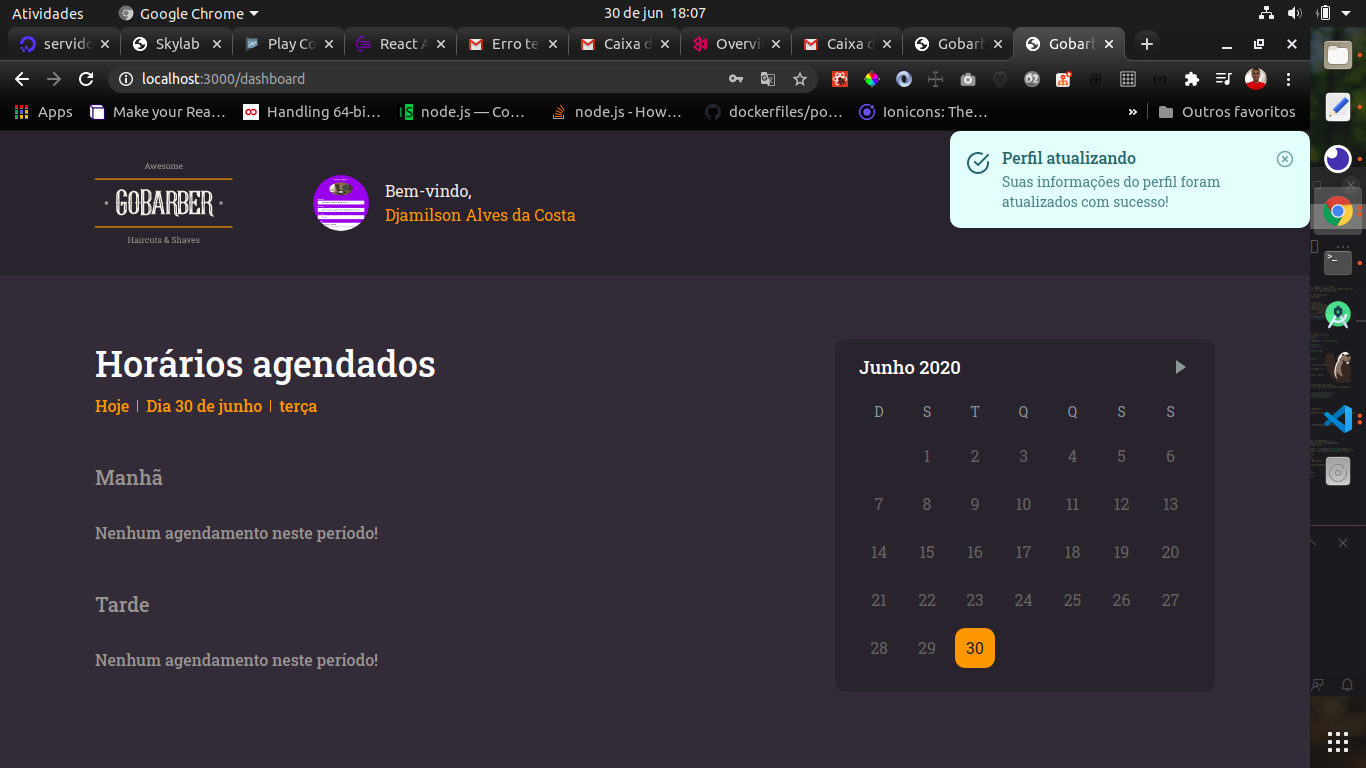 Atividades
Google Chrome
30 de jun 18:07
servido
Skylab
Play Co
React A
Erro te
Caixa d
Overvi
Caixa d
Gobarb
Gobarb
localhost:3000/dashboard
Apps
Make your Rea…
Handling 64-bi…
node.js — Co…
node.js - How…
dockerfiles/po…
Ionicons: The…
»
Outros favoritos
Awesome
GOBARBER
Haircuts & Shaves
Bem-vindo,
Djamilson Alves da Costa
Perfil atualizando
Suas informações do perfil foram
atualizados com sucesso!
Horários agendados
Hoje | Dia 30 de junho | terça
Manhã
Nenhum agendamento neste período!
Tarde
Nenhum agendamento neste período!
Junho 2020
D S T Q Q S S
1 2 3 4 5 6
7 8 9 10 11 12 13
14 15 16 17 18 19 20
21 22 23 24 25 26 27
28 29 30